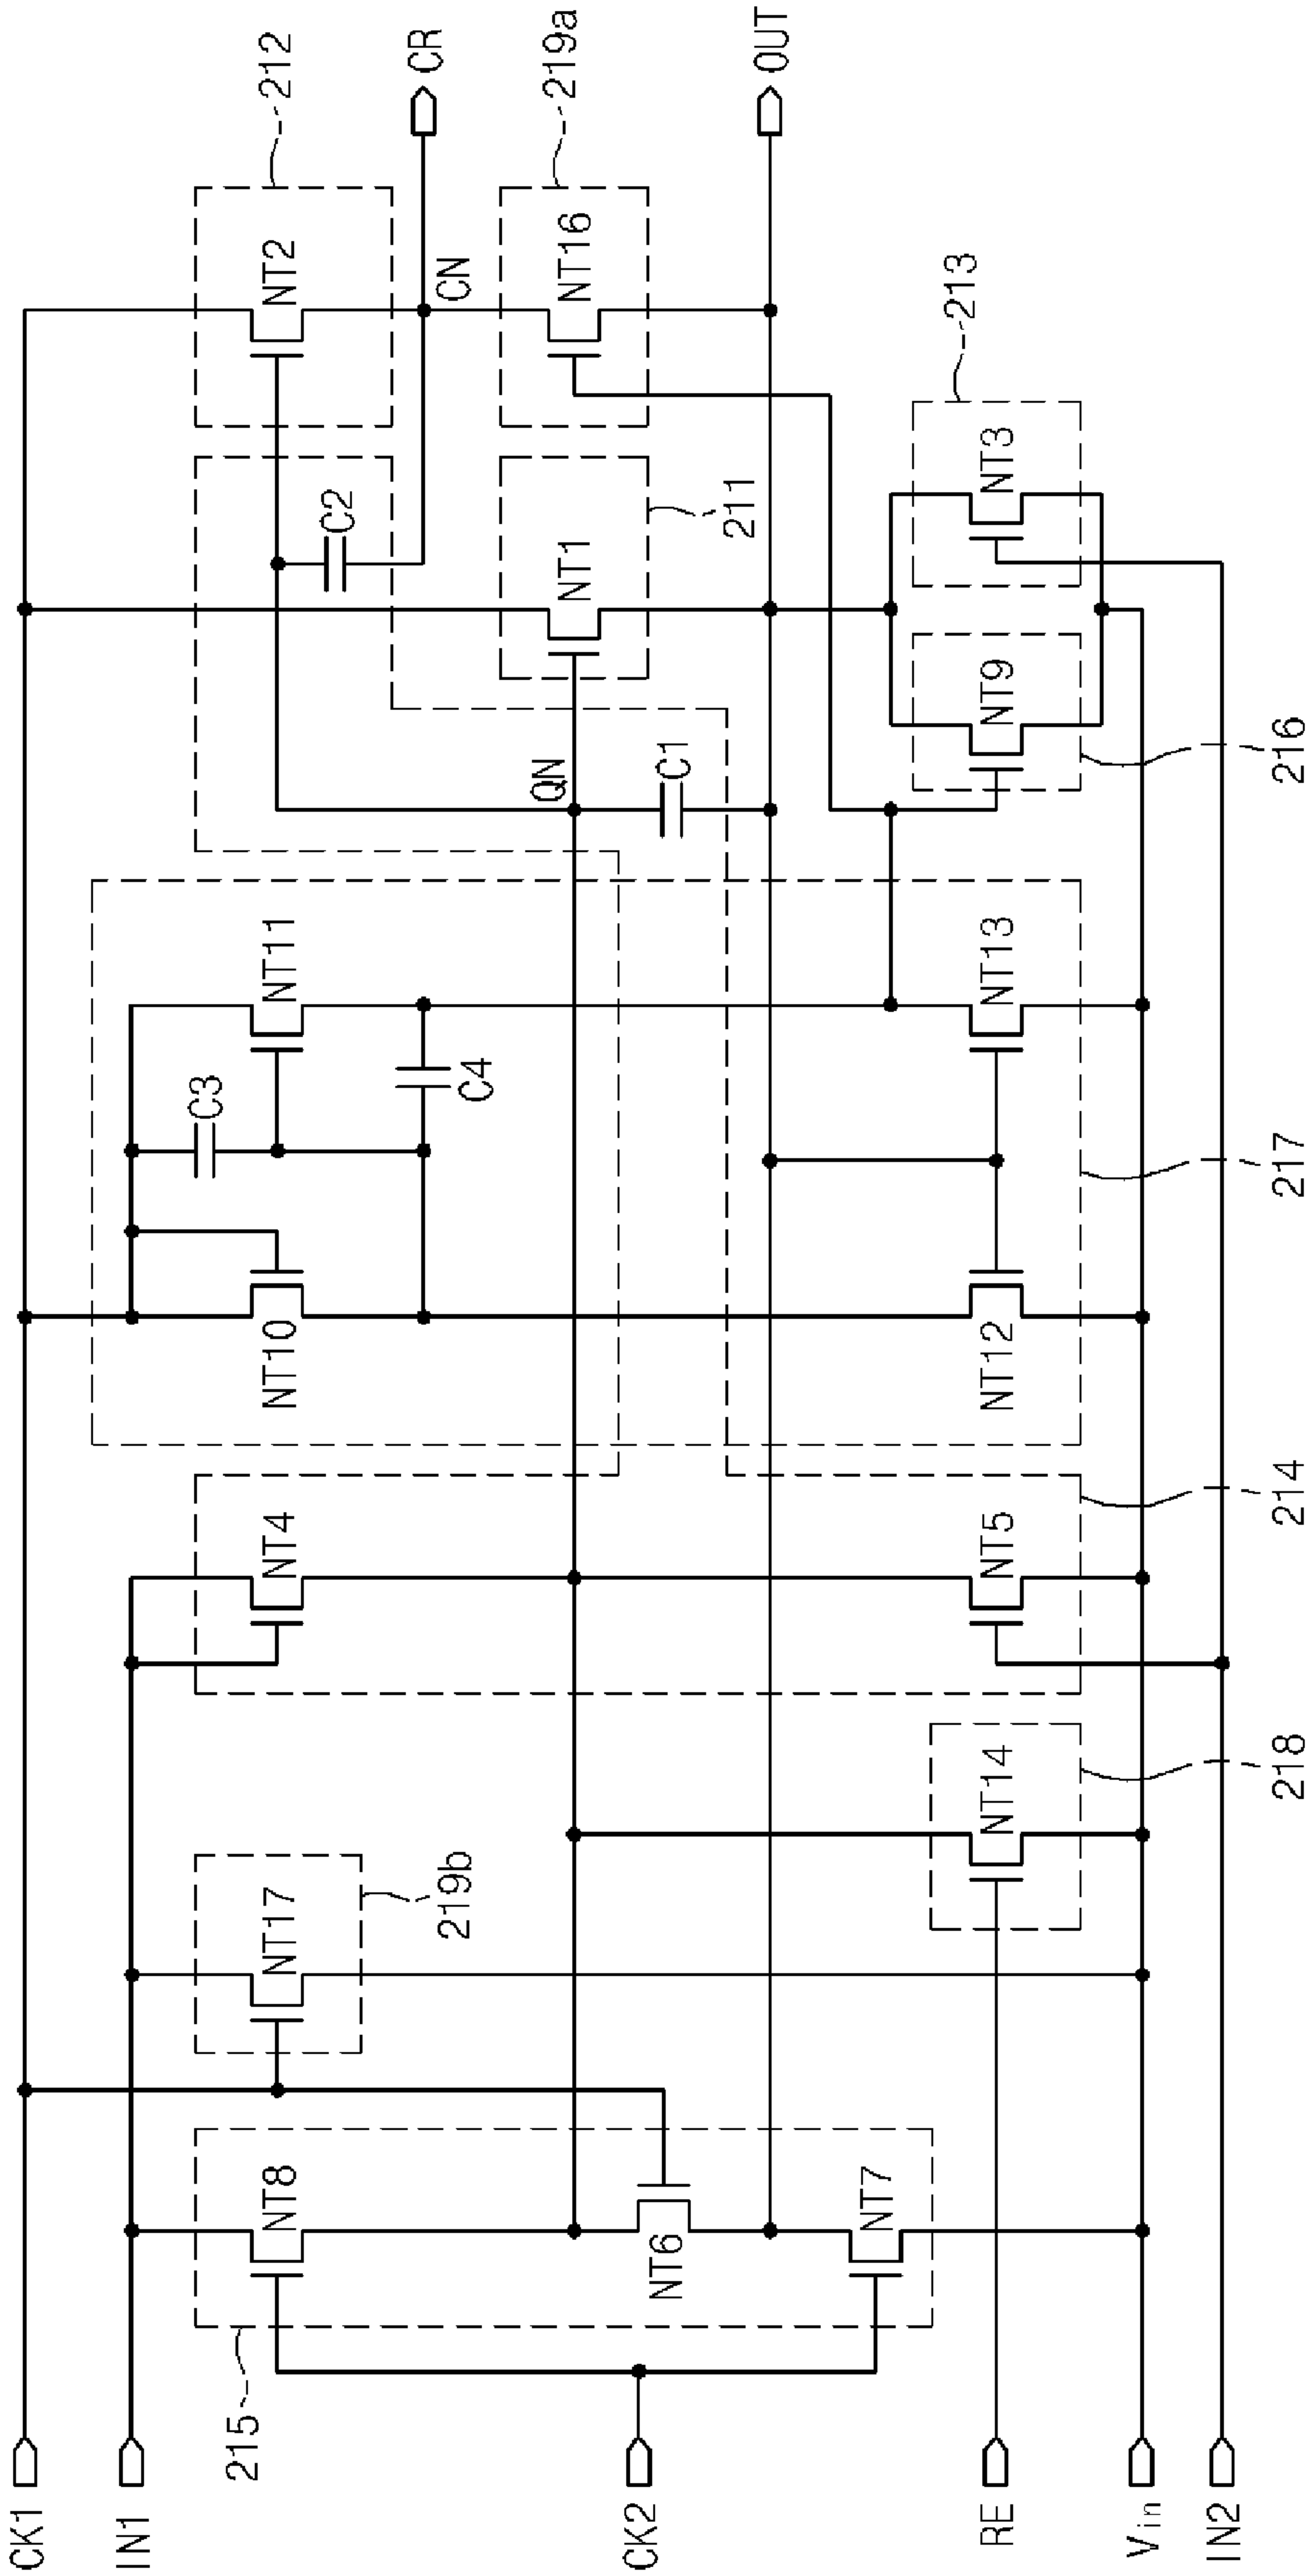 CK1
IN1
CK2
RE
Vin
IN2
215
NT8
NT6
NT7
NT17
219b
NT14
218
NT4
NT5
214
NT10
NT11
C3
C4
NT12
NT13
217
QN
C1
C2
NT1
211
NT9
216
NT3
213
NT2
212
CN
CR
NT16
219a
OUT